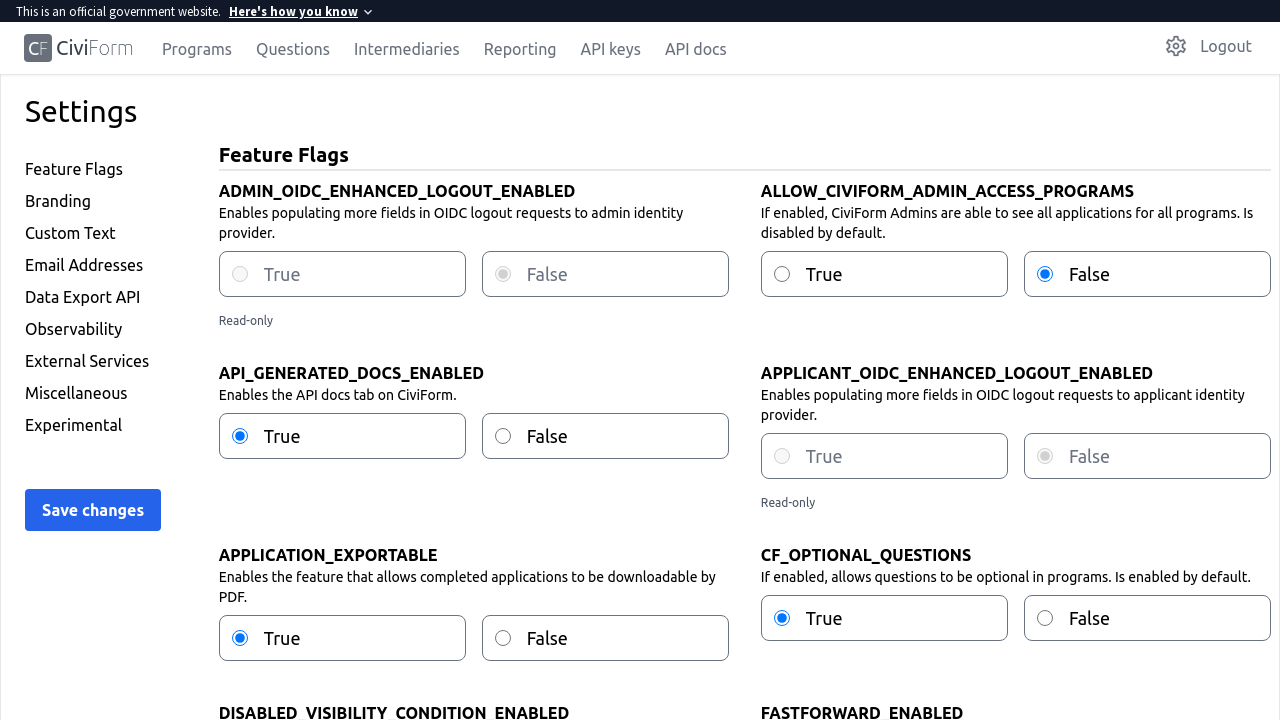 This is an official government website. Here's how you know
CF CiviForm Programs Questions Intermediaries Reporting API keys API docs Logout
Settings
Feature Flags
Branding
Custom Text
Email Addresses
Data Export API
Observability
External Services
Miscellaneous
Experimental
Save changes
Feature Flags
ADMIN_OIDC_ENHANCED_LOGOUT_ENABLED
Enables populating more fields in OIDC logout requests to admin identity
provider.
True False
Read-only
ALLOW_CIVIFORM_ADMIN_ACCESS_PROGRAMS
If enabled, CiviForm Admins are able to see all applications for all programs. Is
disabled by default.
True False
API_GENERATED_DOCS_ENABLED
Enables the API docs tab on CiviForm.
True False
APPLICANT_OIDC_ENHANCED_LOGOUT_ENABLED
Enables populating more fields in OIDC logout requests to applicant identity
provider.
True False
Read-only
APPLICATION_EXPORTABLE
Enables the feature that allows completed applications to be downloadable by
PDF.
True False
CF_OPTIONAL_QUESTIONS
If enabled, allows questions to be optional in programs. Is enabled by default.
True False
DISABLED_VISIBILITY_CONDITION_ENABLED
FASTFORWARD_ENABLED